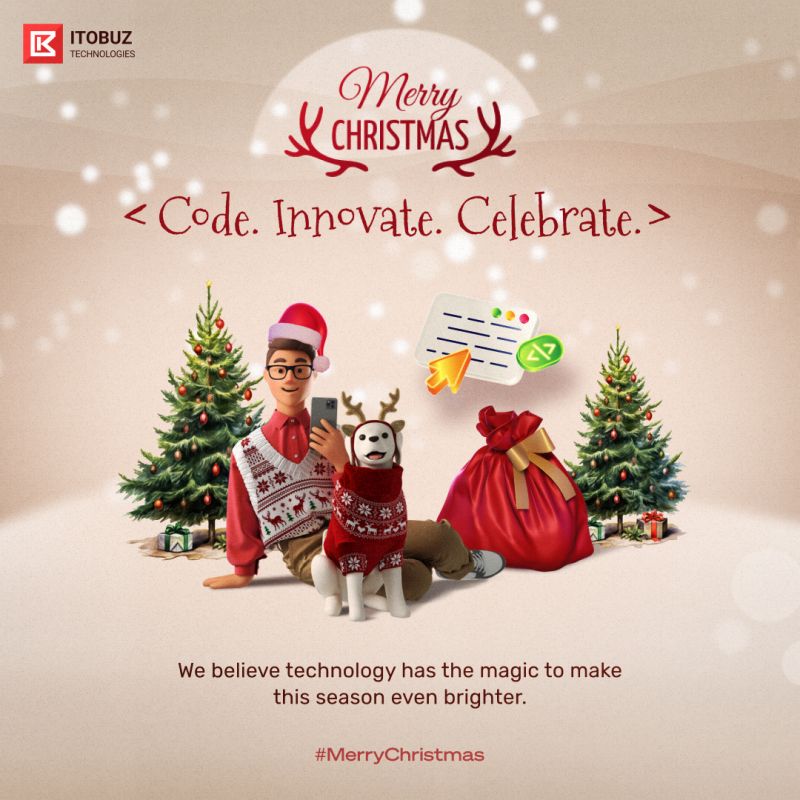 ITOBUZ
TECHNOLOGIES
Merry
CHRISTMAS
< Code. Innovate. Celebrate. >
</>
We believe technology has the magic to make
this season even brighter.
#MerryChristmas